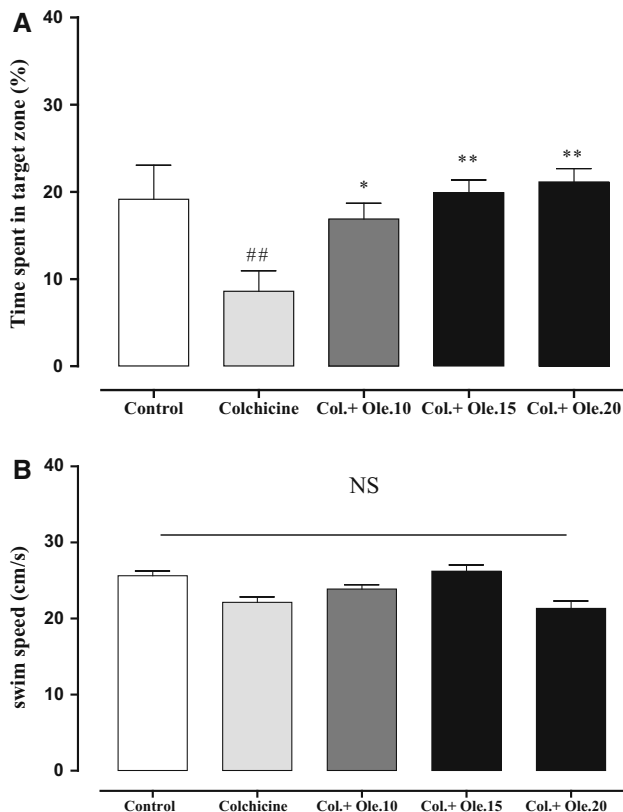 A
Time spent in target zone (%)
40
30
20
10
0
##
*
**
**
Control Colchicine Col.+ Ole.10 Col.+ Ole.15 Col.+ Ole.20
B
swim speed (cm/s)
40
30
20
10
0
NS
Control Colchicine Col.+ Ole.10 Col.+ Ole.15 Col.+ Ole.20